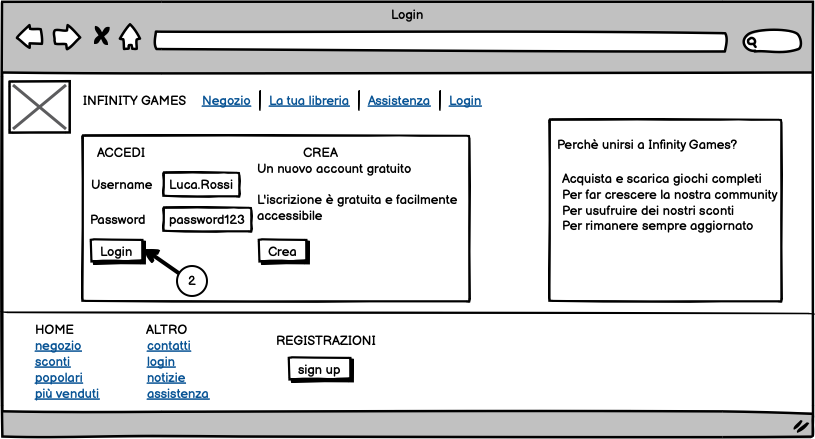 Login
INFINITY GAMES Negozio La tua libreria Assistenza Login
ACCEDI
Username Luca.Rossi
Password password123
Login
2
CREA
Un nuovo account gratuito
L'iscrizione è gratuita e facilmente
accessibile
Crea
Perchè unirsi a Infinity Games?
Acquista e scarica giochi completi
Per far crescere la nostra community
Per usufruire dei nostri sconti
Per rimanere sempre aggiornato
HOME
negozio
sconti
popolari
più venduti
ALTRO
contatti
login
notizie
assistenza
REGISTRAZIONI
sign up